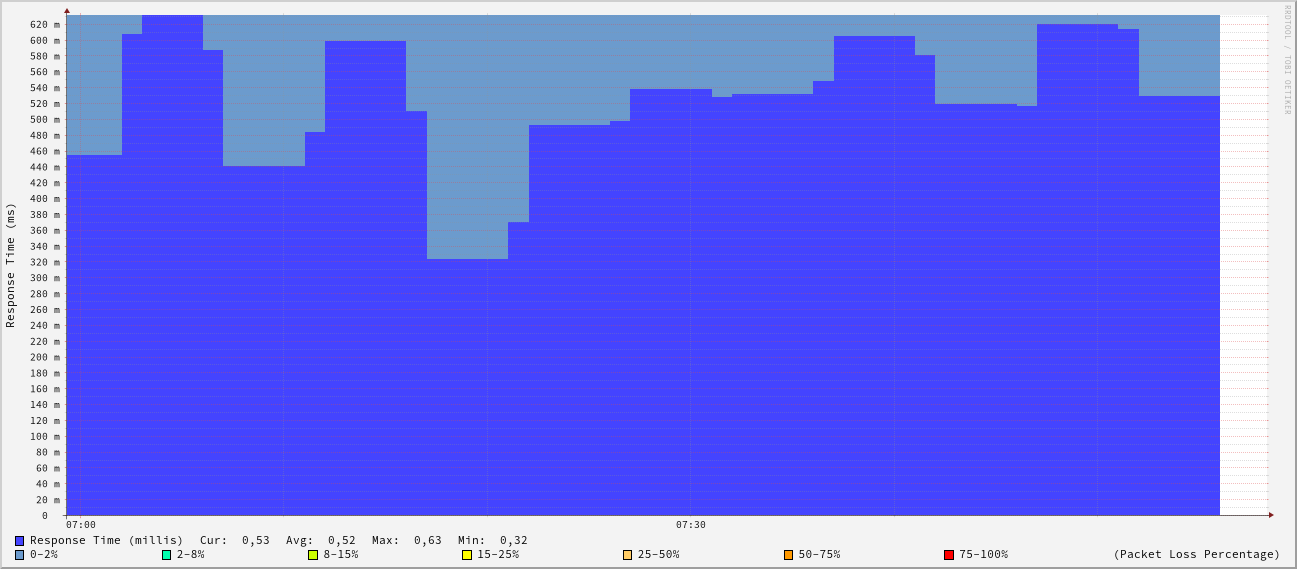 RRDTOOL / TOBI OETIKER
Response Time (ms)
620 m
600 m
580 m
560 m
540 m
520 m
500 m
480 m
460 m
440 m
420 m
400 m
380 m
360 m
340 m
320 m
300 m
280 m
260 m
240 m
220 m
200 m
180 m
160 m
140 m
120 m
100 m
80 m
60 m
40 m
20 m
0
07:00 07:30
Response Time (millis) Cur: 0,53 Avg: 0,52 Max: 0,63 Min: 0,32
0-2% 2-8% 8-15% 15-25% 25-50% 50-75% 75-100% (Packet Loss Percentage)